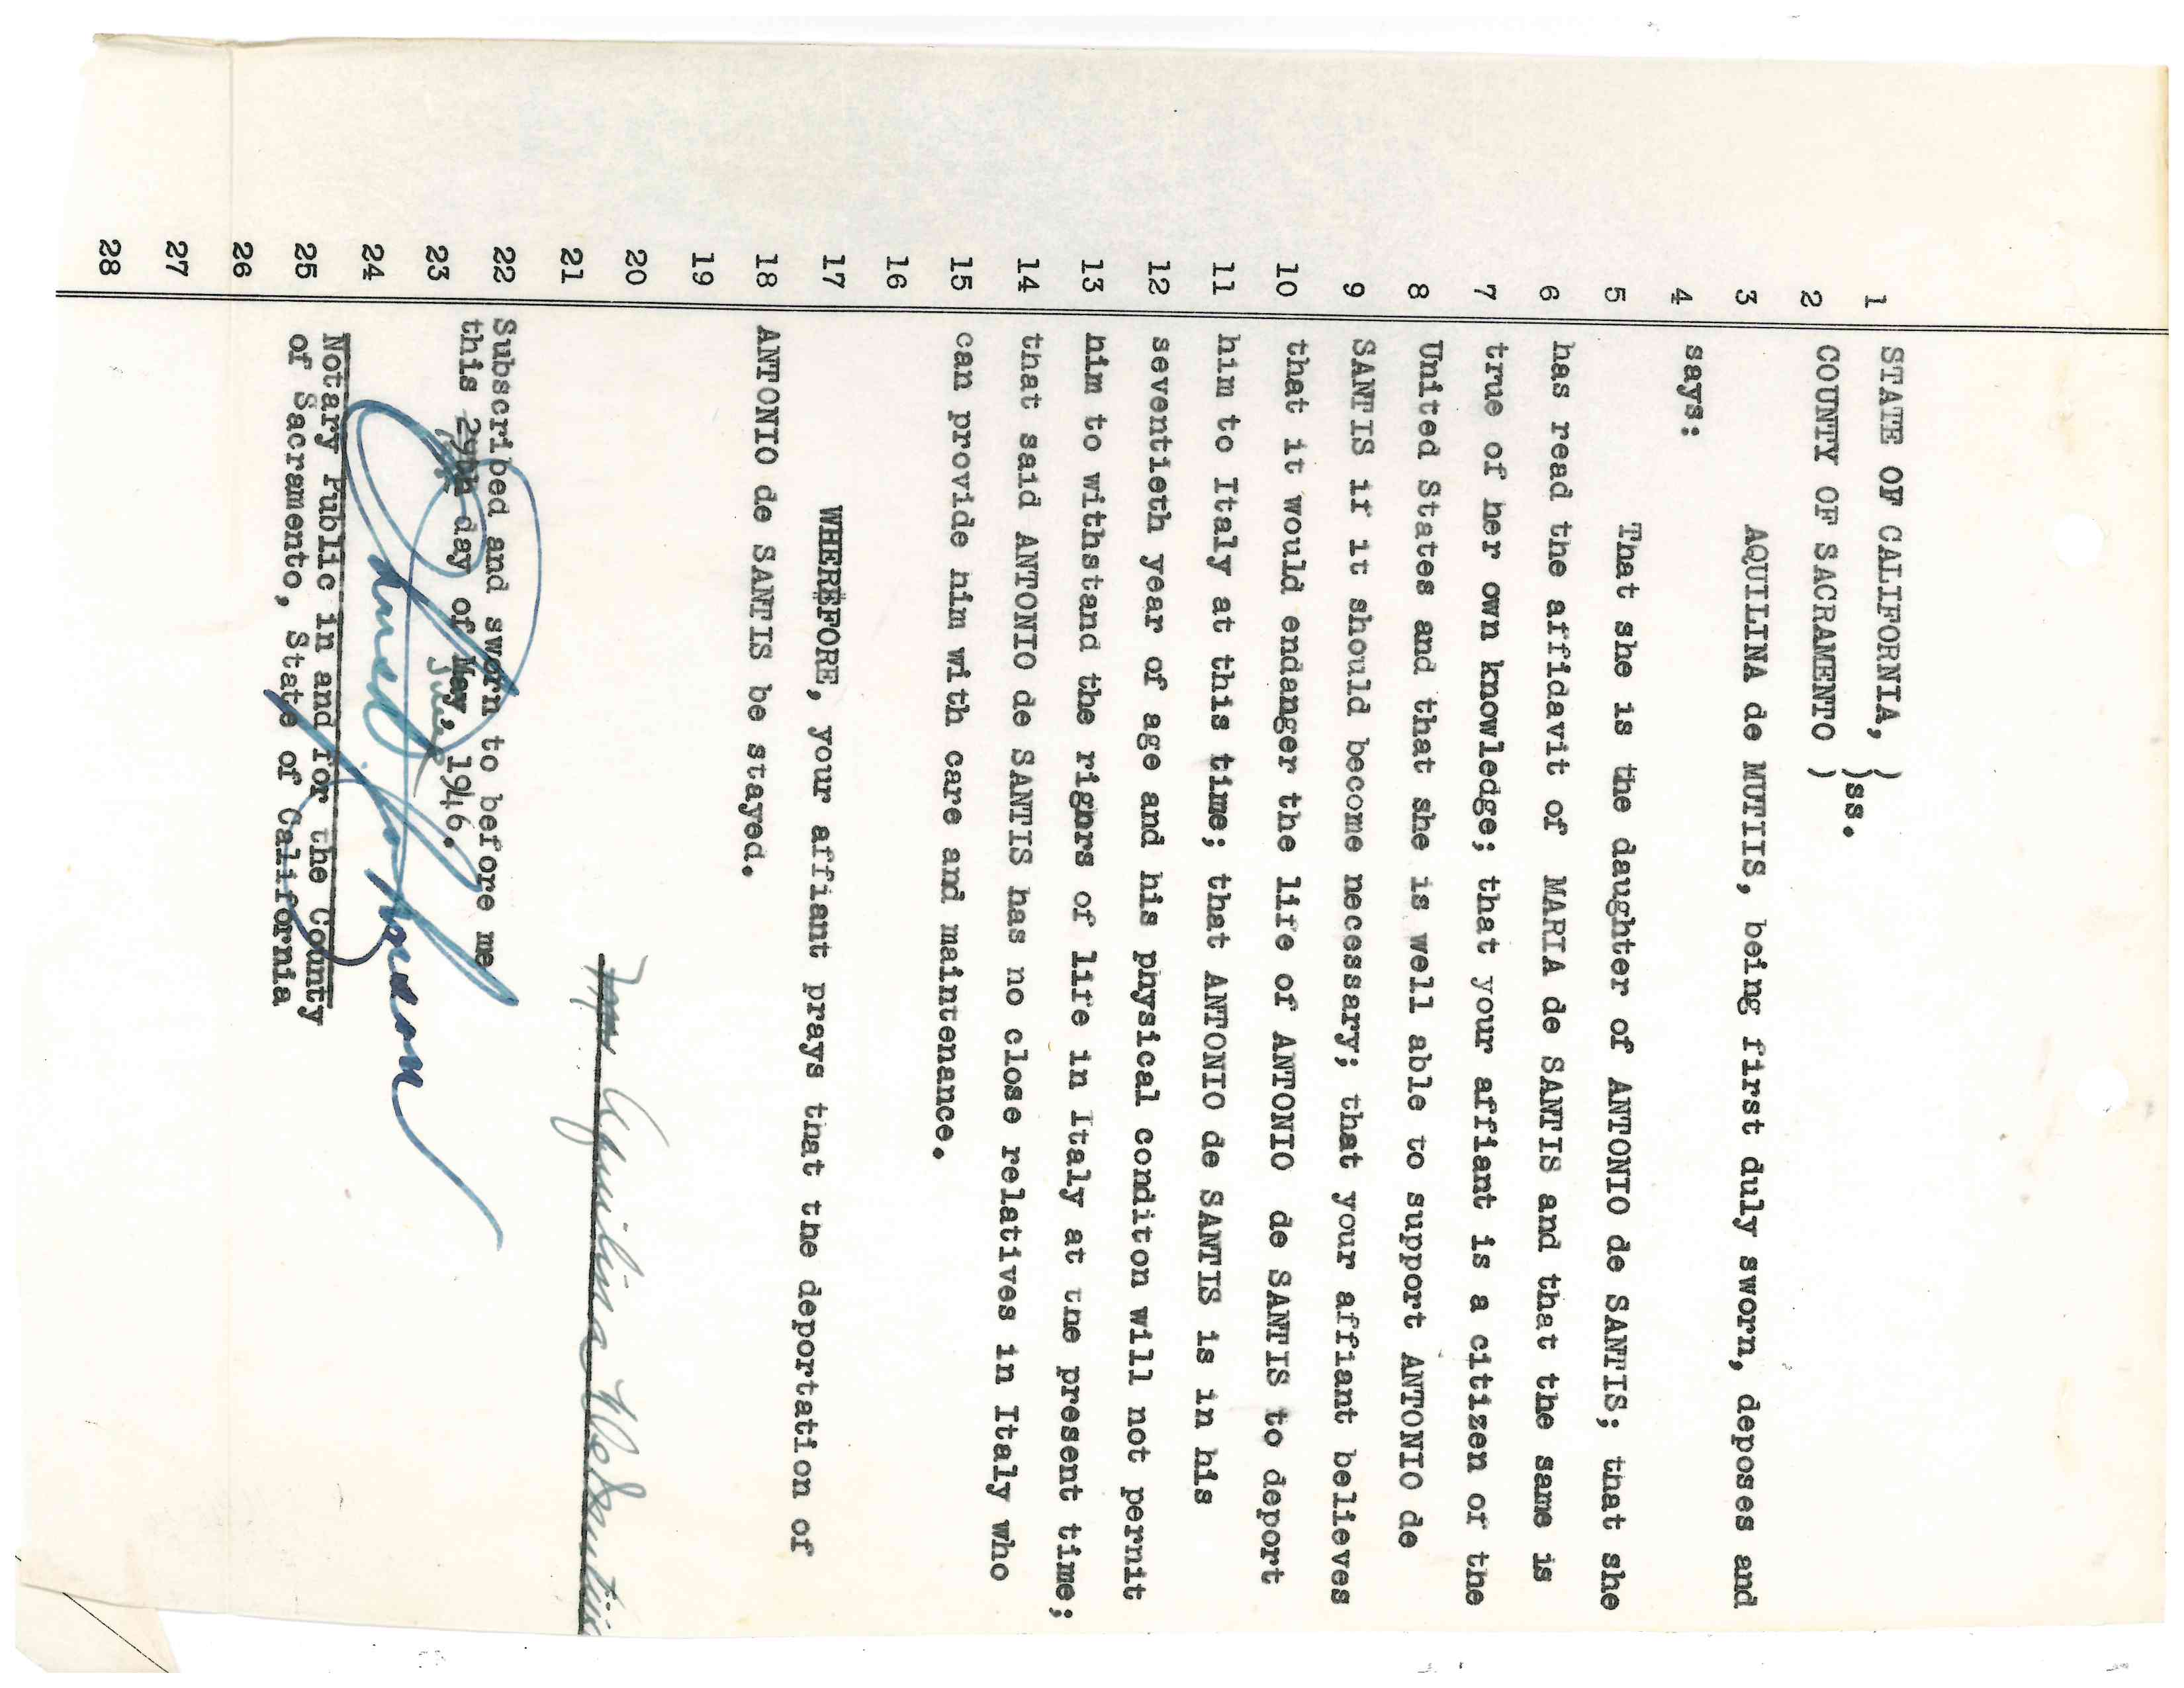 1 STATE OF CALIFORNIA, )
)ss.
2 COUNTY OF SACRAMENTO )
3 AQUILINA de MUTIIS, being first duly sworn, deposes and
4 says:
5 That she is the daughter of ANTONIO de SANTIS; that she
6 has read the affidavit of MARIA de SANTIS and that the same is
7 true of her own knowledge; that your affiant is a citizen of the
8 United States and that she is well able to support ANTONIO de
9 SANTIS if it should become necessary; that your affiant believes
10 that it would endanger the life of ANTONIO de SANTIS to deport
11 him to Italy at this time; that ANTONIO de SANTIS is in his
12 seventieth year of age and his physical conditon will not pernit
13 him to withstand the rigors of life in Italy at the present time;
14 that said ANTONIO de SANTIS has no close relatives in Italy who
15 can provide him with care and maintenance.
16
17 WHEREFORE, your affiant prays that the deportation of
18 ANTONIO de SANTIS be stayed.
19
20 Aquilina
21
22 Subscribed and sworn to before me
this 29th day of May, 1946.
23 1st June
24 Johnson
Notary Public in and for the County
25 of Sacramento, State of California
26
27
28